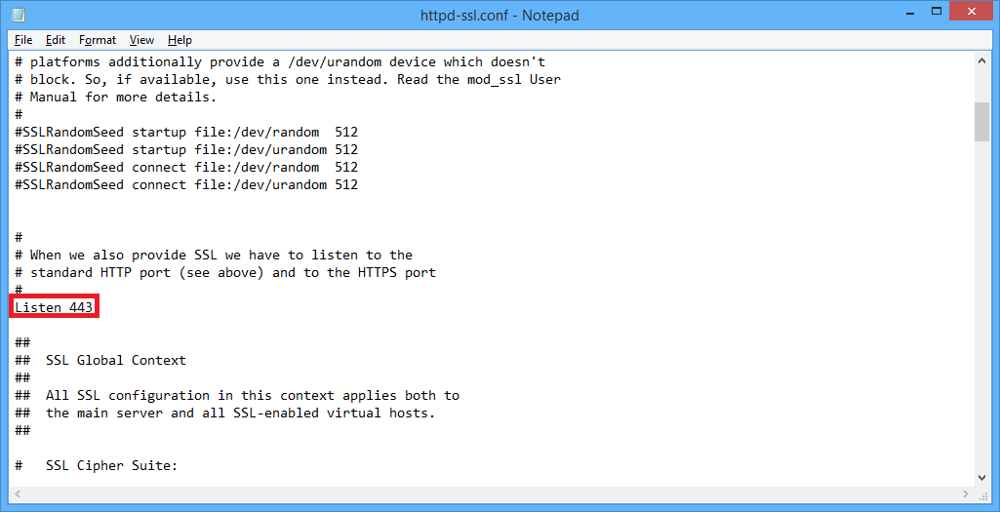 httpd-ssl.conf - Notepad
File Edit Format View Help
# platforms additionally provide a /dev/urandom device which doesn't
# block. So, if available, use this one instead. Read the mod_ssl User
# Manual for more details.
#
#SSLRandomSeed startup file:/dev/random  512
#SSLRandomSeed startup file:/dev/urandom 512
#SSLRandomSeed connect file:/dev/random  512
#SSLRandomSeed connect file:/dev/urandom 512
#
# When we also provide SSL we have to listen to the
# standard HTTP port (see above) and to the HTTPS port
#
Listen 443
##
##  SSL Global Context
##
##  All SSL configuration in this context applies both to
##  the main server and all SSL-enabled virtual hosts.
##
#   SSL Cipher Suite: